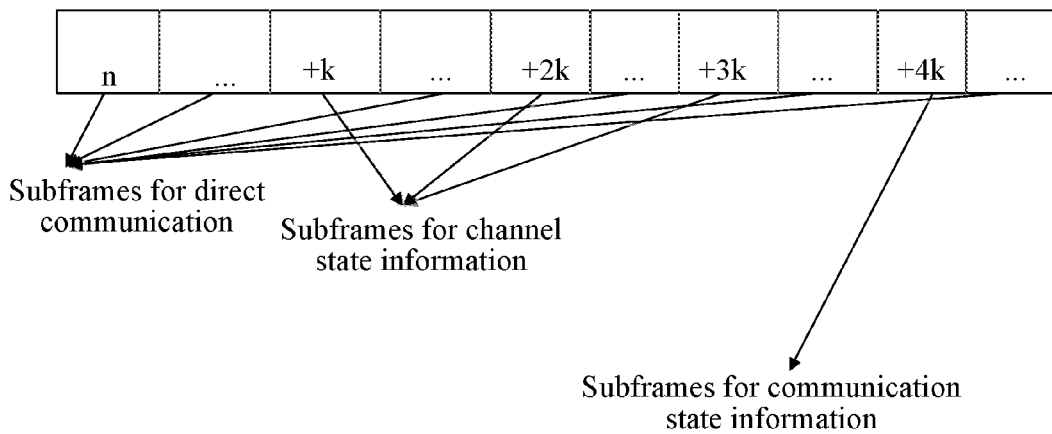 n ... +k ... +2k ... +3k ... +4k ...
Subframes for direct
communication
Subframes for channel
state information
Subframes for communication
state information